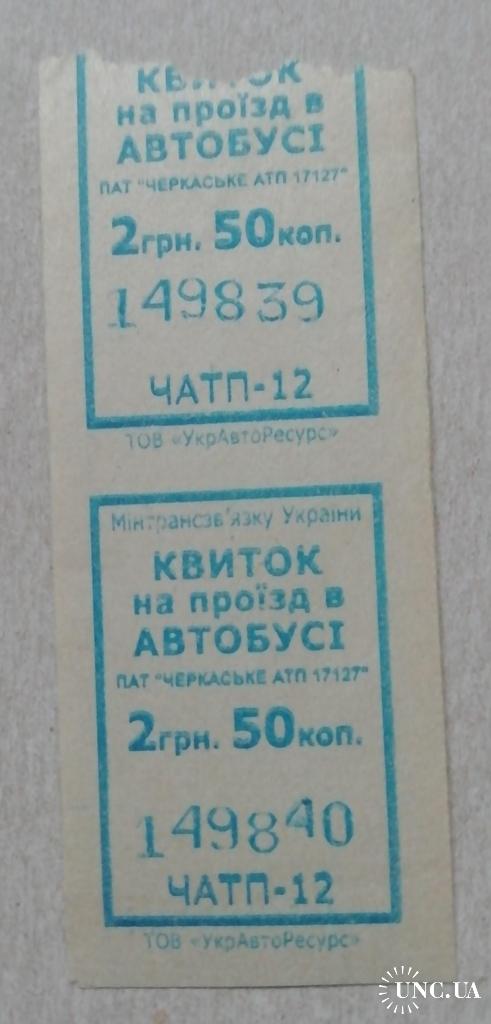 КВИТОК
на проїзд в
АВТОБУСІ
ПАТ "ЧЕРКАСЬКЕ АТП 17127"
2грн. 50коп.
149839
ЧАТП-12
ТОВ «УкрАвтоРесурс»
Мінтрансзв'язку України
КВИТОК
на проїзд в
АВТОБУСІ
ПАТ "ЧЕРКАСЬКЕ АТП 17127"
2грн. 50коп.
149840
ЧАТП-12
ТОВ «УкрАвтоРесурс»
UNC.UA